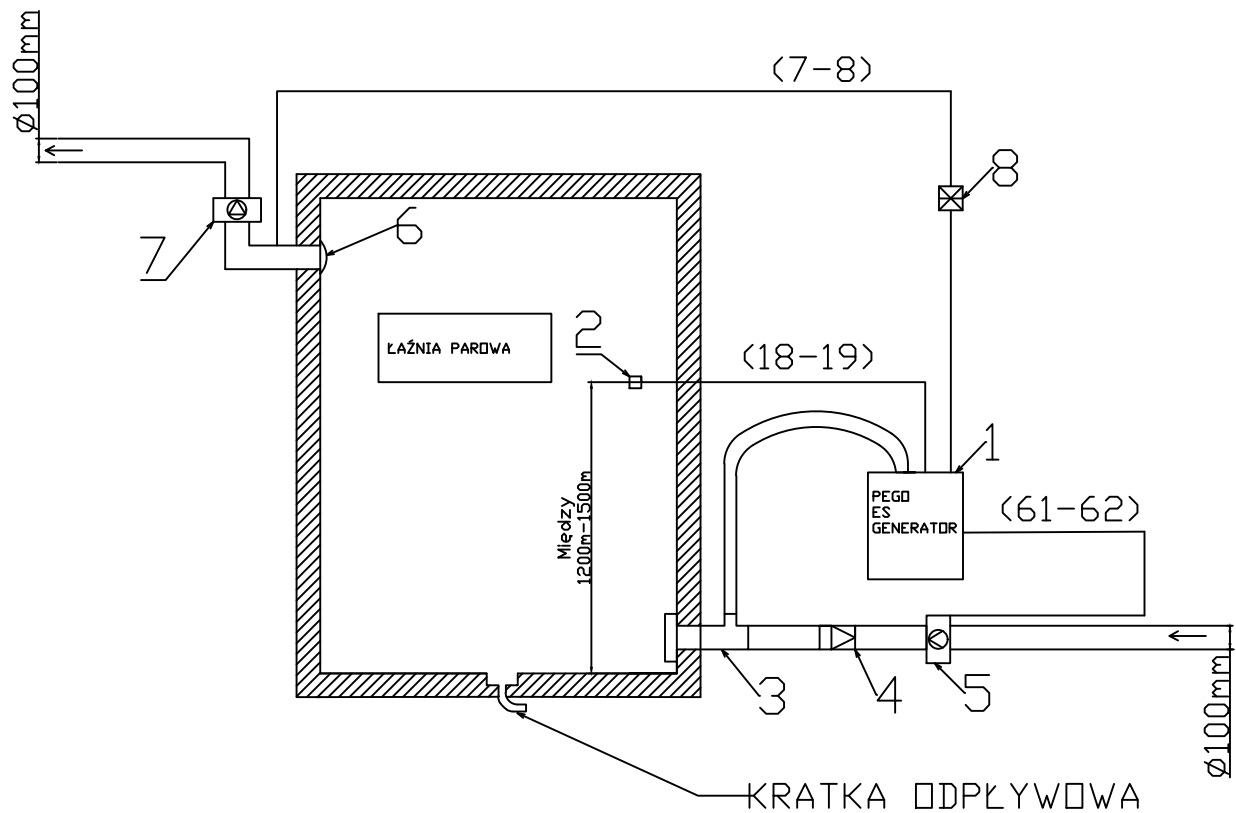 Ø100mm
(7-8)
8
7
6
ŁAŹNIA PAROWA
2
(18-19)
1
PEGO
ES
GENERATOR
(61-62)
Między
1200m-1500m
3
4
5
Ø100mm
KRATKA ODPŁYWOWA